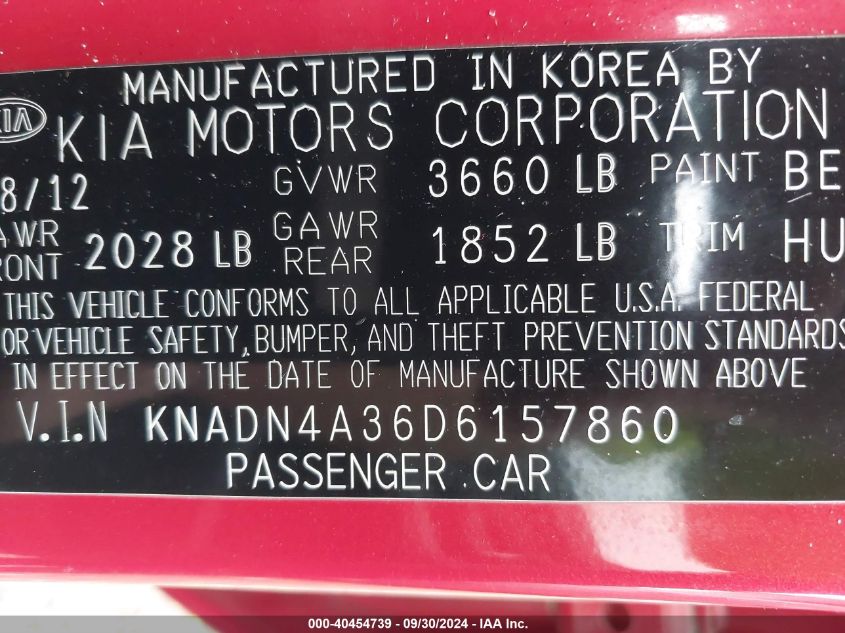 MANUFACTURED IN KOREA BY
KIA KIA MOTORS CORPORATION
8/12 GVWR 3660 LB PAINT BE
AWR FRONT 2028 LB GAWR REAR 1852 LB TRIM HU
THIS VEHICLE CONFORMS TO ALL APPLICABLE U.S.A. FEDERAL
OR VEHICLE SAFETY, BUMPER, AND THEFT PREVENTION STANDARDS
IN EFFECT ON THE DATE OF MANUFACTURE SHOWN ABOVE
V.I.N KNADN4A36D6157860
PASSENGER CAR
000-40454739 - 09/30/2024 - IAA Inc.